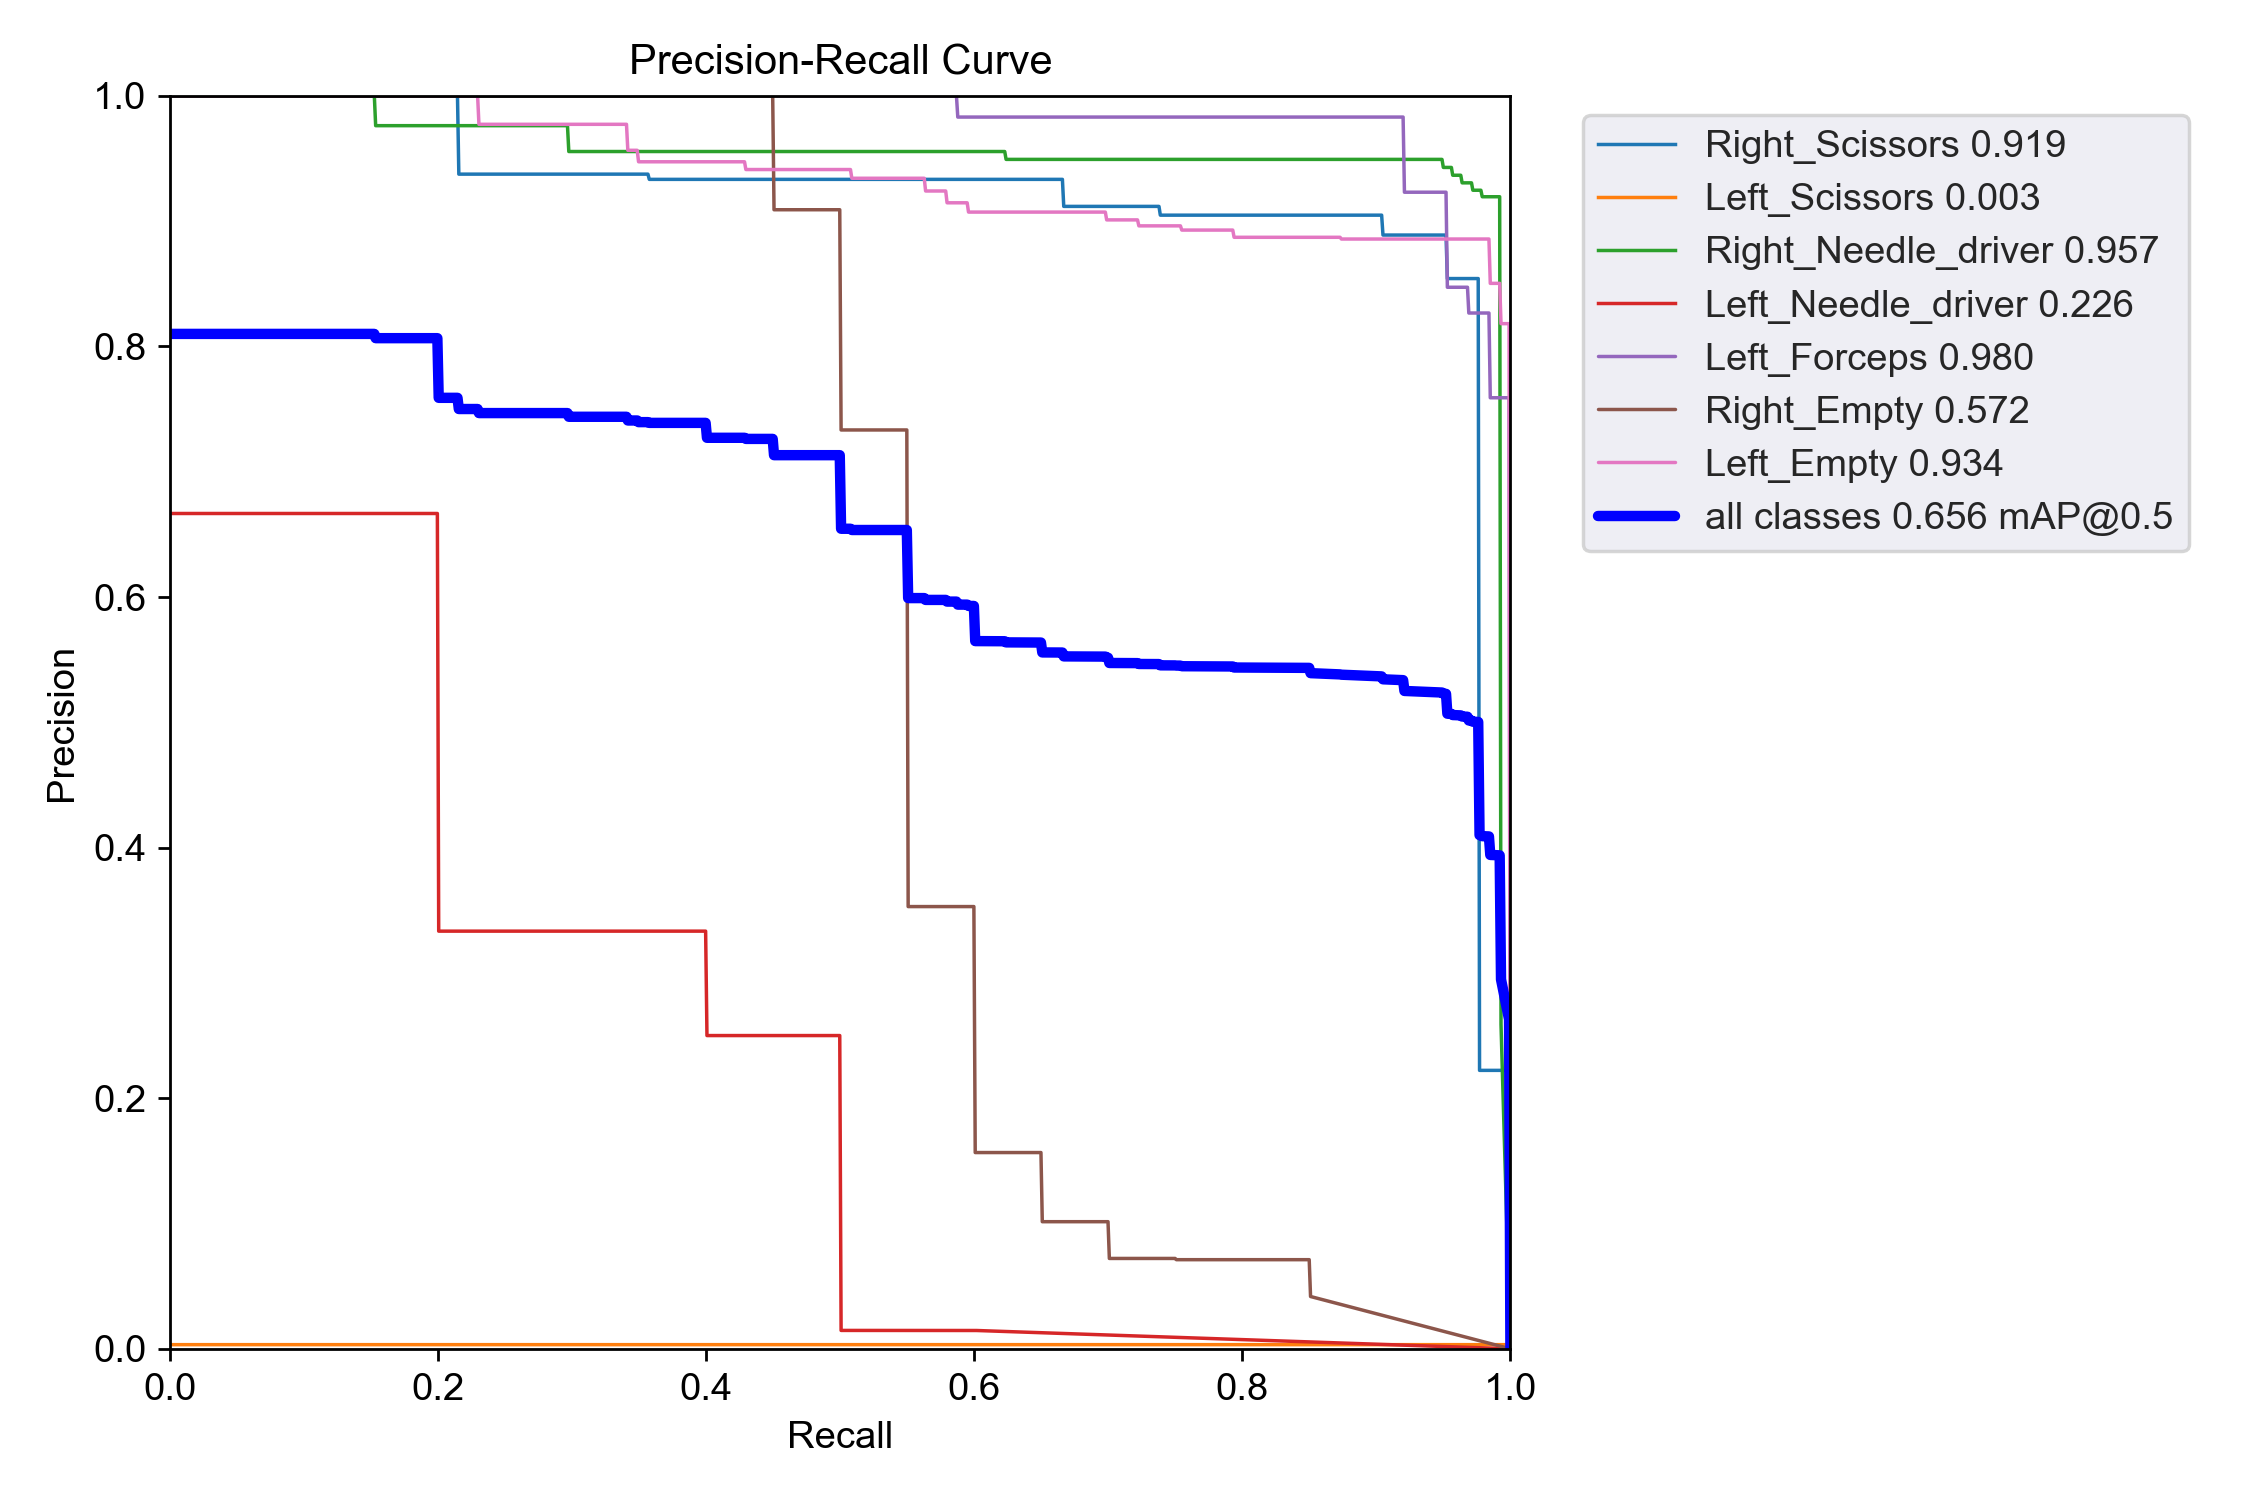 Precision-Recall Curve
1.0
0.8
0.6
0.4
0.2
0.0
Precision
0.0 0.2 0.4 0.6 0.8 1.0
Recall
Right_Scissors 0.919
Left_Scissors 0.003
Right_Needle_driver 0.957
Left_Needle_driver 0.226
Left_Forceps 0.980
Right_Empty 0.572
Left_Empty 0.934
all classes 0.656 mAP@0.5